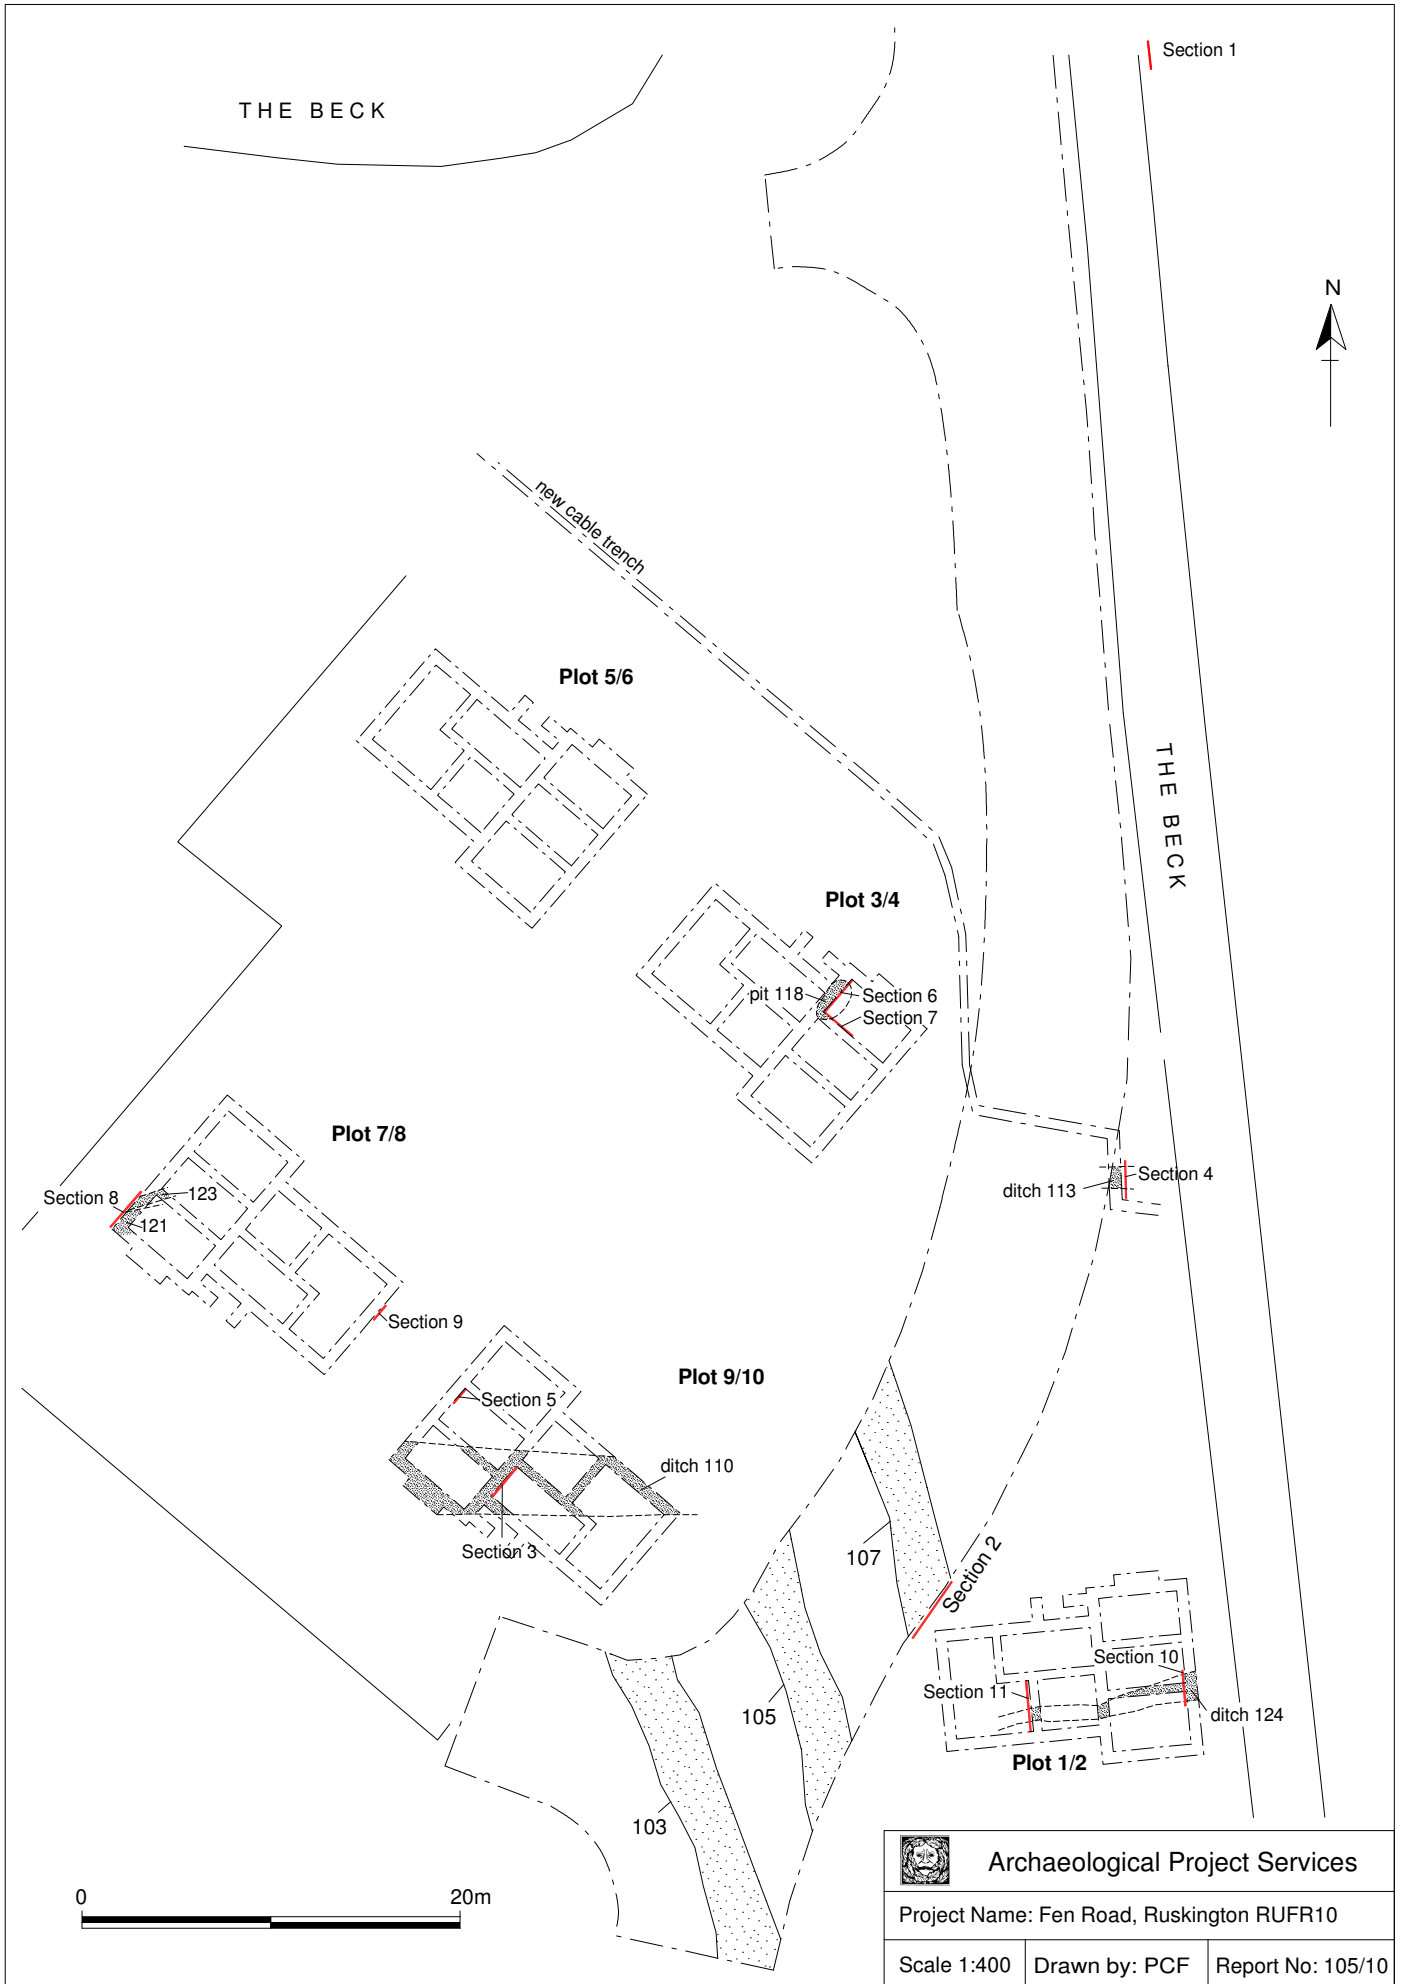 Section 1
THE BECK
N
new cable trench
Plot 5/6
THE BECK
Plot 3/4
pit 118
Section 6
Section 7
Plot 7/8
Section 8
123
121
ditch 113
Section 4
Section 9
Plot 9/10
Section 5
ditch 110
Section 3
107
Section 2
Section 10
Section 11
105
ditch 124
Plot 1/2
103
0 20m
Archaeological Project Services
Project Name: Fen Road, Ruskington RUFR10
Scale 1:400 Drawn by: PCF Report No: 105/10